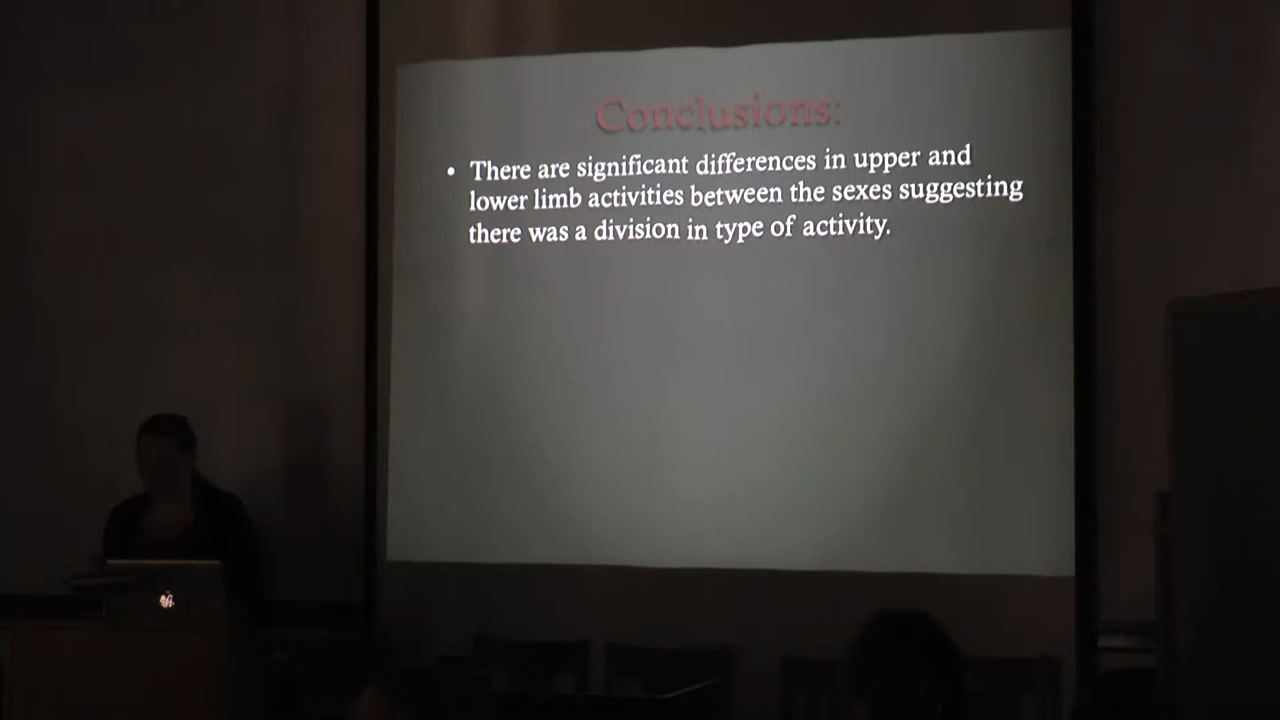 Conclusions:
• There are significant differences in upper and
lower limb activities between the sexes suggesting
there was a division in type of activity.